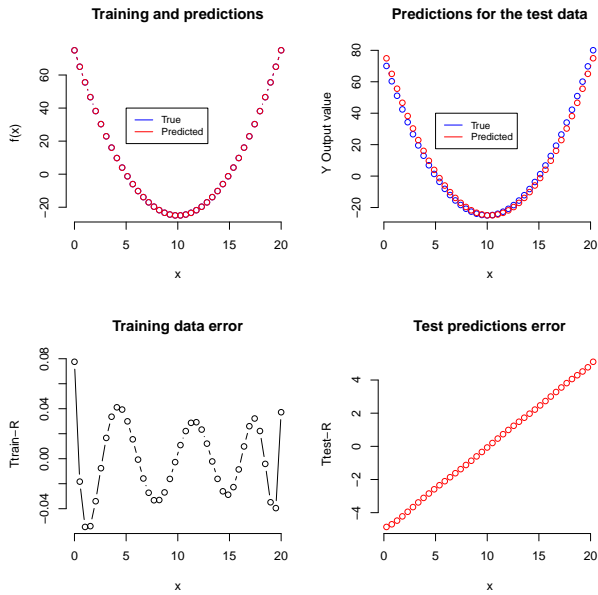 Training and predictions
f(x)
60
40
20
0
−20
True
Predicted
0 5 10 15 20
x
Predictions for the test data
Y Output value
80
60
40
20
0
−20
True
Predicted
0 5 10 15 20
x
Training data error
Ttrain−R
0.08
0.04
0.00
−0.04
0 5 10 15 20
x
Test predictions error
Ttest−R
4
2
0
−2
−4
0 5 10 15 20
x